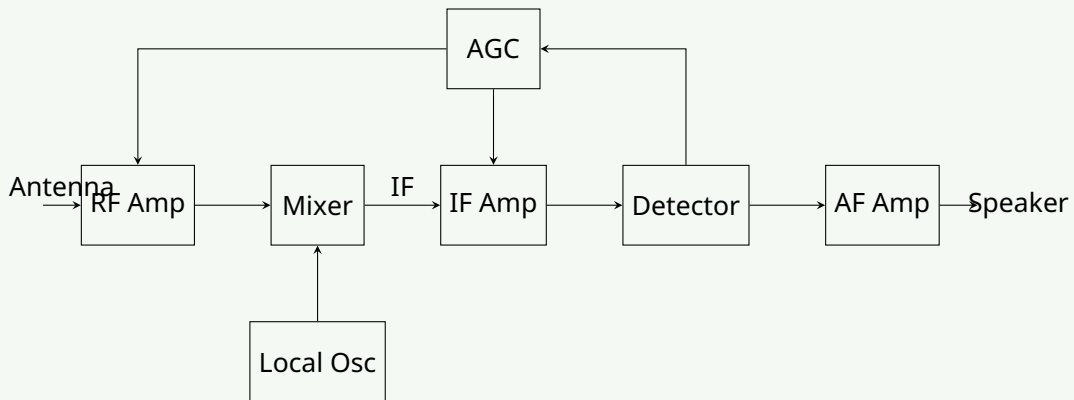 AGC
Antenna
RF Amp
Mixer
IF
IF Amp
Detector
AF Amp
Speaker
Local Osc